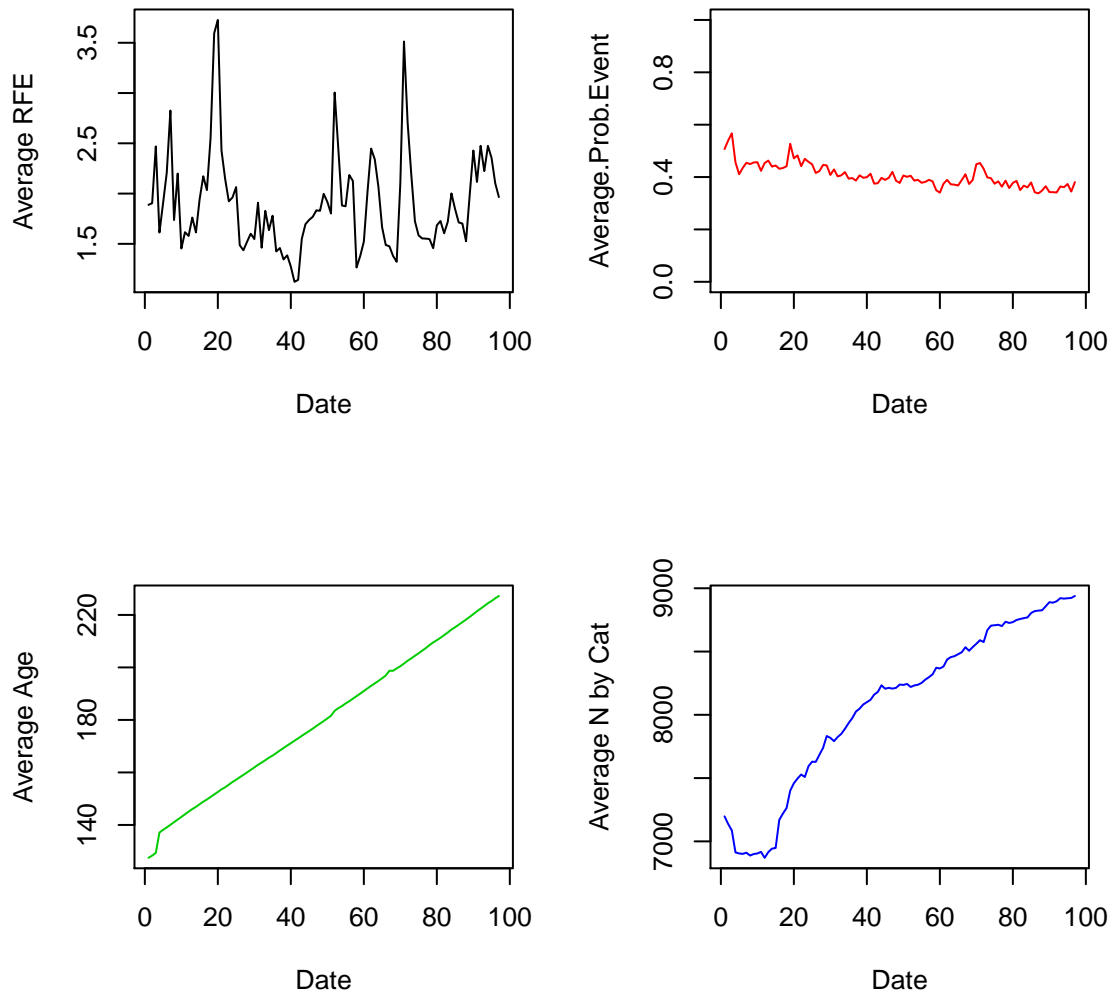 Average RFE
3.5
2.5
1.5
0 20 40 60 80 100
Date
Average.Prob.Event
0.8
0.4
0.0
0 20 40 60 80 100
Date
Average Age
220
180
140
0 20 40 60 80 100
Date
Average N by Cat
9000
8000
7000
0 20 40 60 80 100
Date